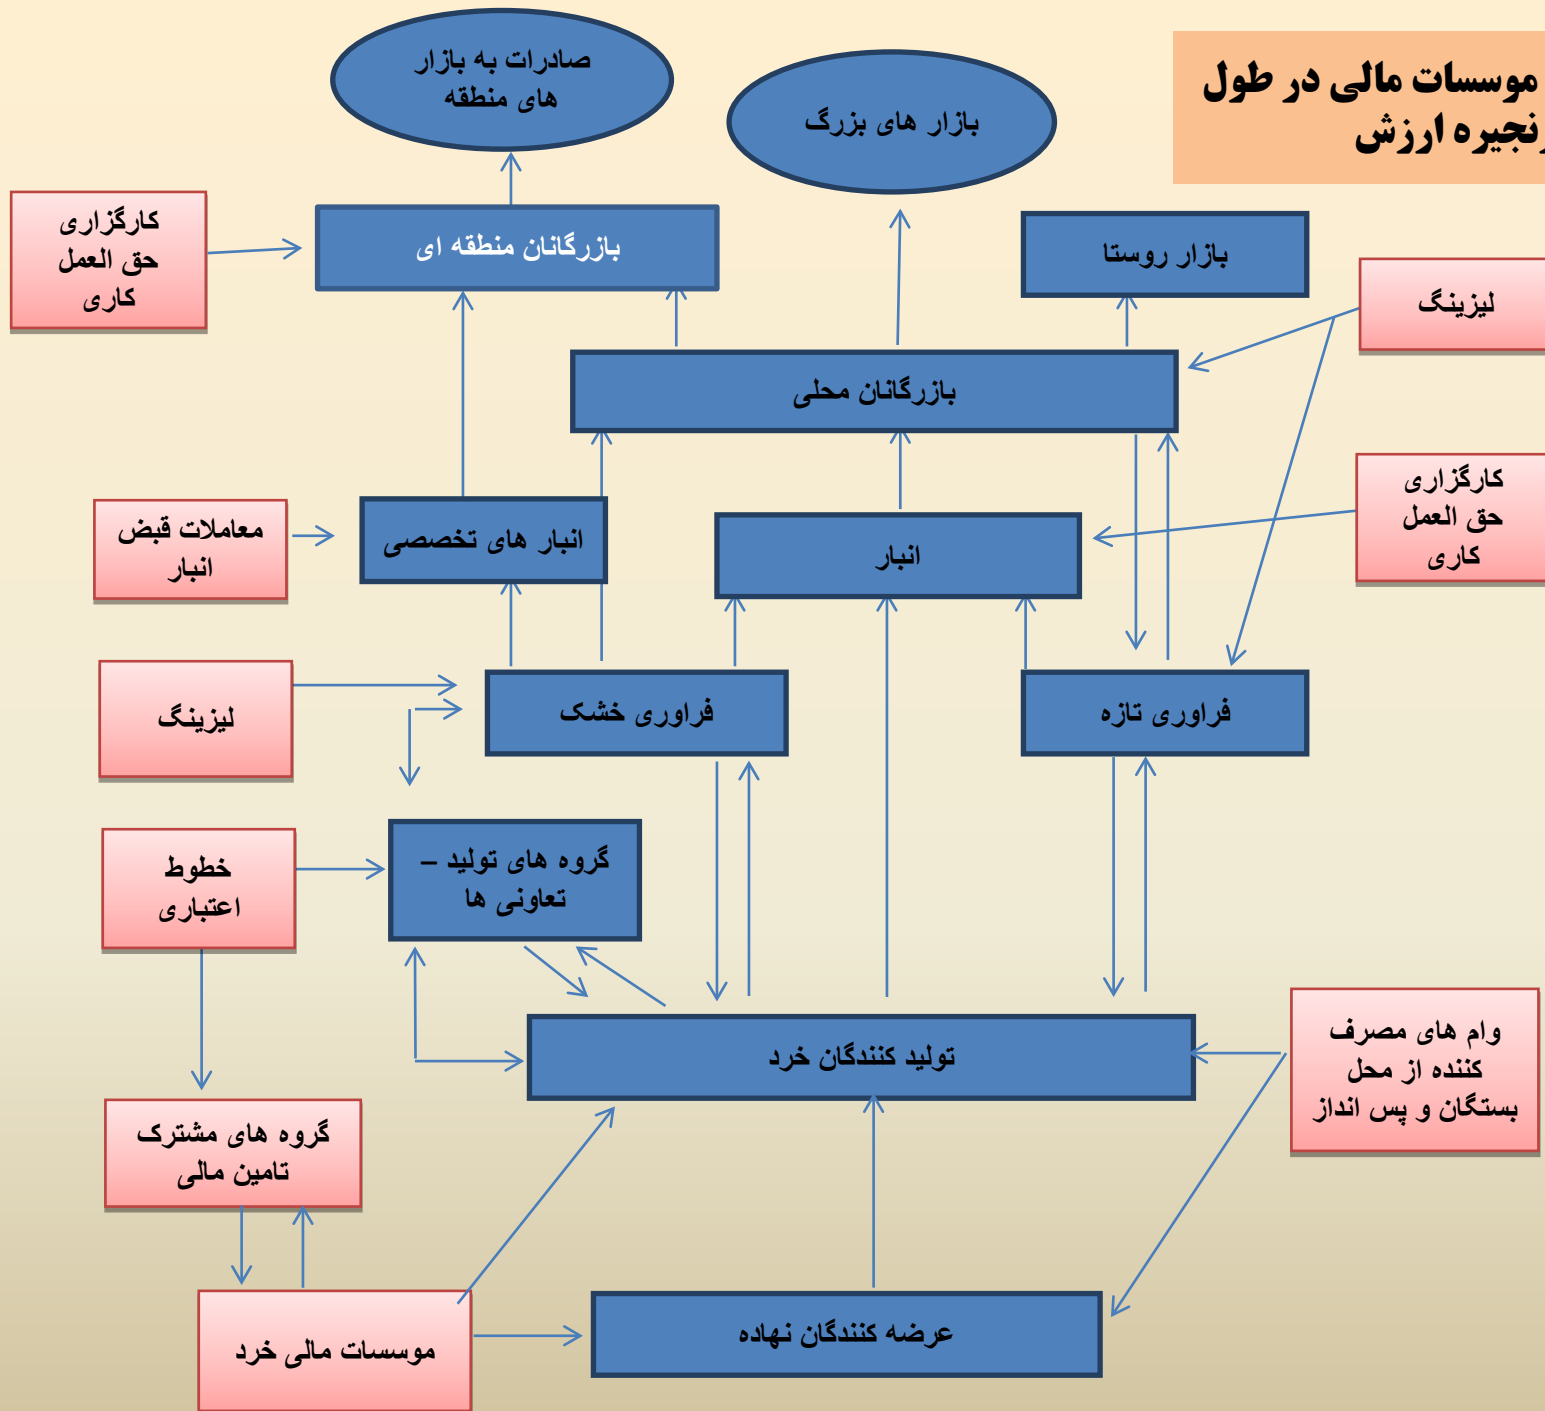 موسسات مالی در طول
زنجیره ارزش
صادرات به بازار
های منطقه
بازار های بزرگ
کارگزاری
حق العمل
کاری
بازرگانان منطقه ای
بازار روستا
لیزینگ
بازرگانان محلی
کارگزاری
حق العمل
کاری
معاملات قبض
انبار
انبار های تخصصی
انبار
لیزینگ
فراوری خشک
فراوری تازه
خطوط
اعتباری
گروه های تولید –
تعاونی ها
وام های مصرف
کننده از محل
بستگان و پس انداز
تولید کنندگان خرد
گروه های مشترک
تامین مالی
موسسات مالی خرد
عرضه کنندگان نهاده